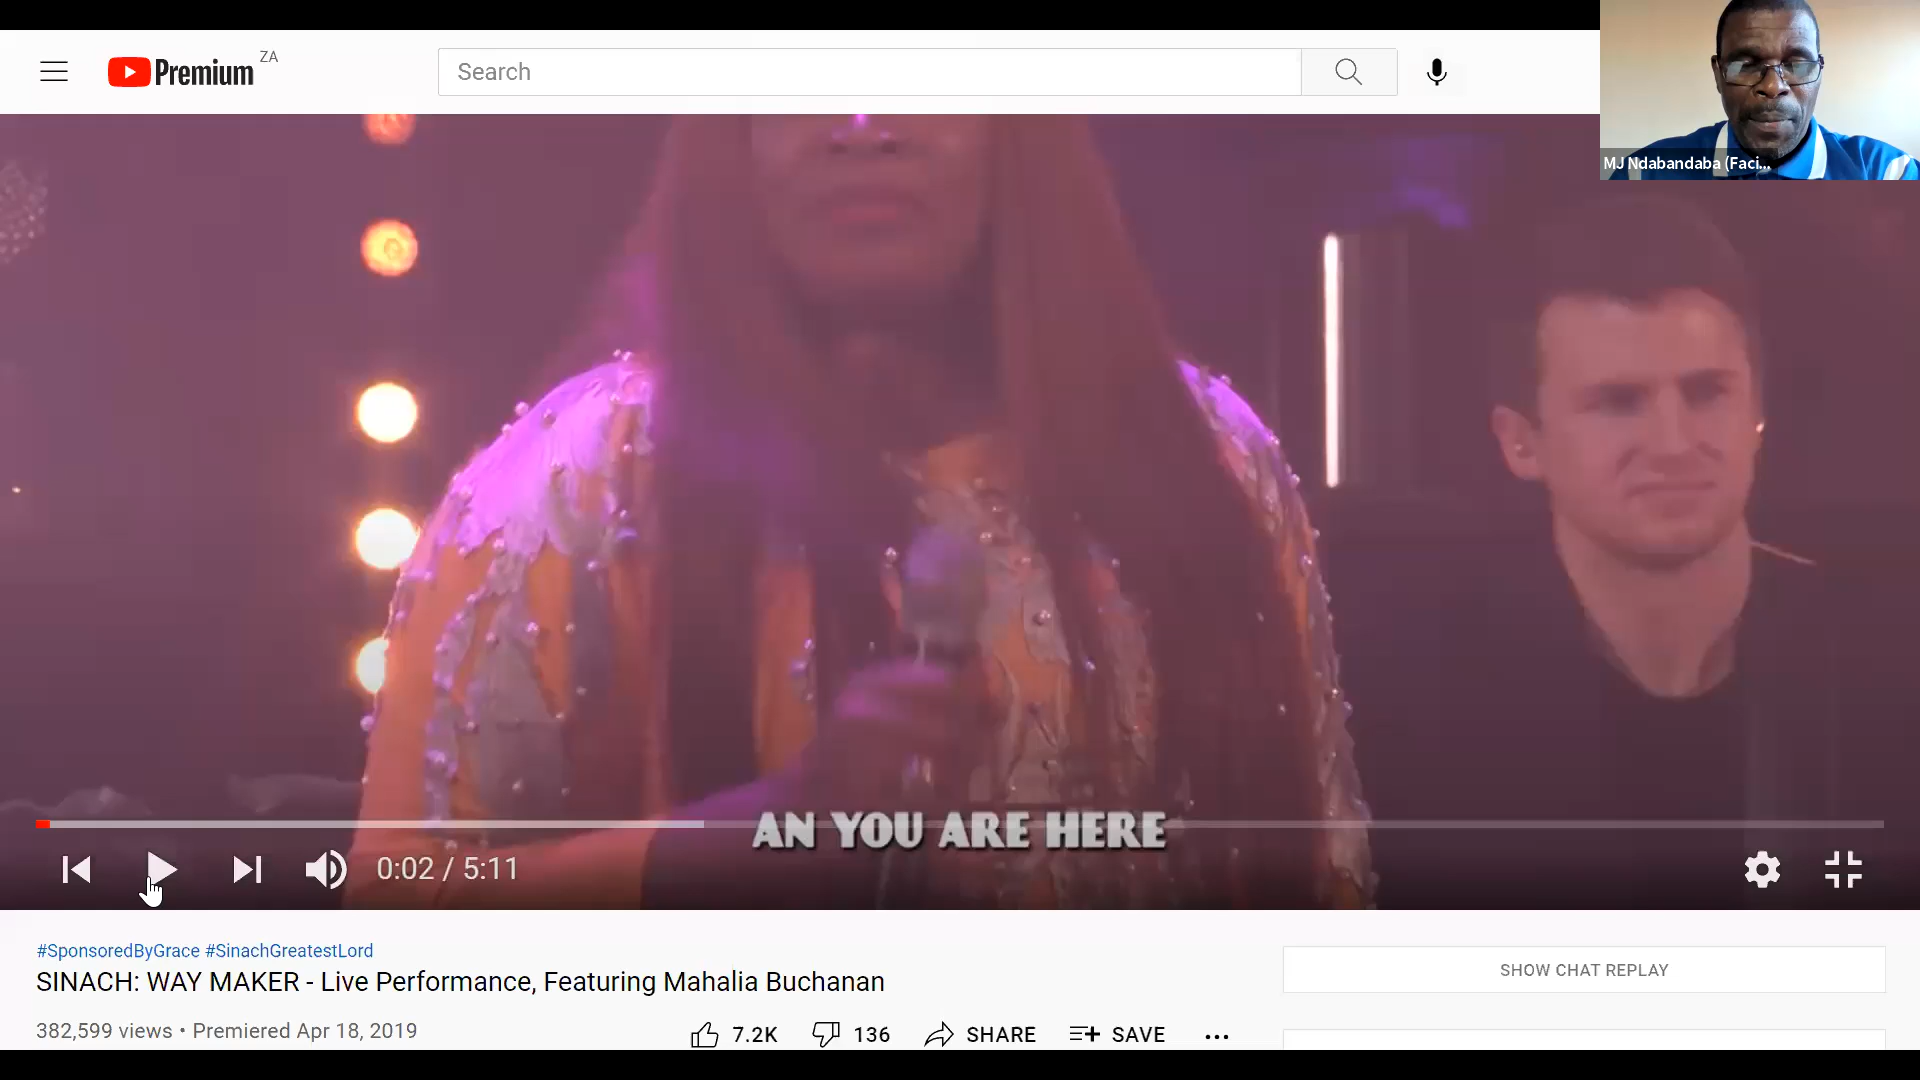 Premium ZA
Search
MJ Ndabandaba (Faci...
AN YOU ARE HERE
0:02 / 5:11
#SponsoredByGrace #SinachGreatestLord
SINACH: WAY MAKER - Live Performance, Featuring Mahalia Buchanan
382,599 views • Premiered Apr 18, 2019
7.2K 136 SHARE SAVE ...
SHOW CHAT REPLAY